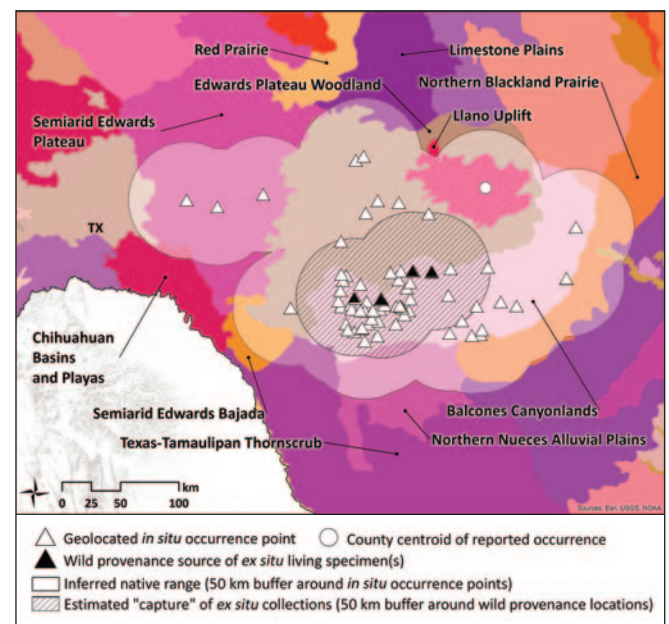 Red Prairie
Limestone Plains
Edwards Plateau Woodland
Northern Blackland Prairie
Llano Uplift
Semiarid Edwards
Plateau
TX
Chihuahuan
Basins
and Playas
Semiarid Edwards Bajada
Balcones Canyonlands
Texas-Tamaulipan Thornscrub
Northern Nueces Alluvial Plains
km
0 25 50 100
Sources: Esri, USGS, NOAA
Geolocated in situ occurrence point
County centroid of reported occurrence
Wild provenance source of ex situ living specimen(s)
Inferred native range (50 km buffer around in situ occurrence points)
Estimated "capture" of ex situ collections (50 km buffer around wild provenance locations)